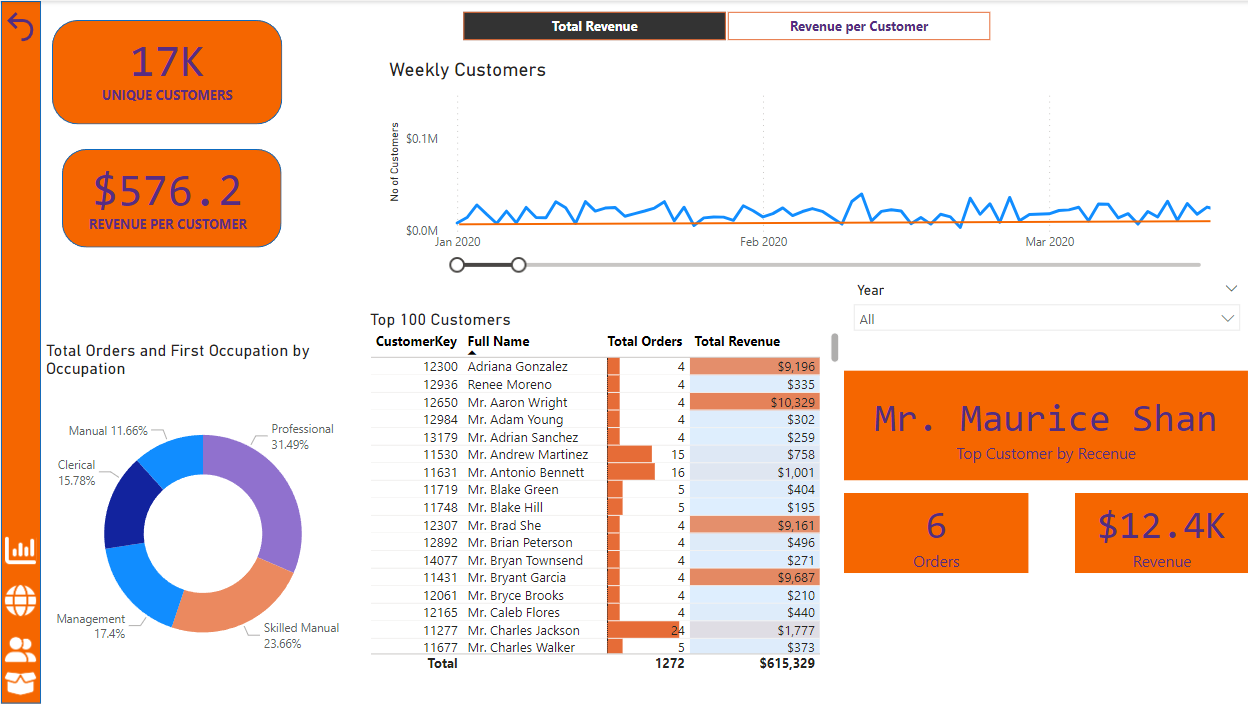 Total Revenue
Revenue per Customer
17K
UNIQUE CUSTOMERS
$576.2
REVENUE PER CUSTOMER
Weekly Customers
No of Customers
$0.1M
$0.0M
Jan 2020
Feb 2020
Mar 2020
Year
All
Total Orders and First Occupation by
Occupation
Manual 11.66%
Professional
31.49%
Clerical
15.78%
Management
17.4%
Skilled Manual
23.66%
Top 100 Customers
CustomerKey Full Name Total Orders Total Revenue
12300 Adriana Gonzalez 4 $9,196
12936 Renee Moreno 4 $335
12650 Mr. Aaron Wright 4 $10,329
12984 Mr. Adam Young 4 $302
13179 Mr. Adrian Sanchez 4 $259
11530 Mr. Andrew Martinez 15 $758
11631 Mr. Antonio Bennett 16 $1,001
11719 Mr. Blake Green 5 $404
11748 Mr. Blake Hill 5 $195
12307 Mr. Brad She 4 $9,161
12892 Mr. Brian Peterson 4 $496
14077 Mr. Bryan Townsend 4 $271
11431 Mr. Bryant Garcia 4 $9,687
12061 Mr. Bryce Brooks 4 $210
12165 Mr. Caleb Flores 4 $440
11277 Mr. Charles Jackson 24 $1,777
11677 Mr. Charles Walker 5 $373
Total 1272 $615,329
Mr. Maurice Shan
Top Customer by Recenue
6
Orders
$12.4K
Revenue